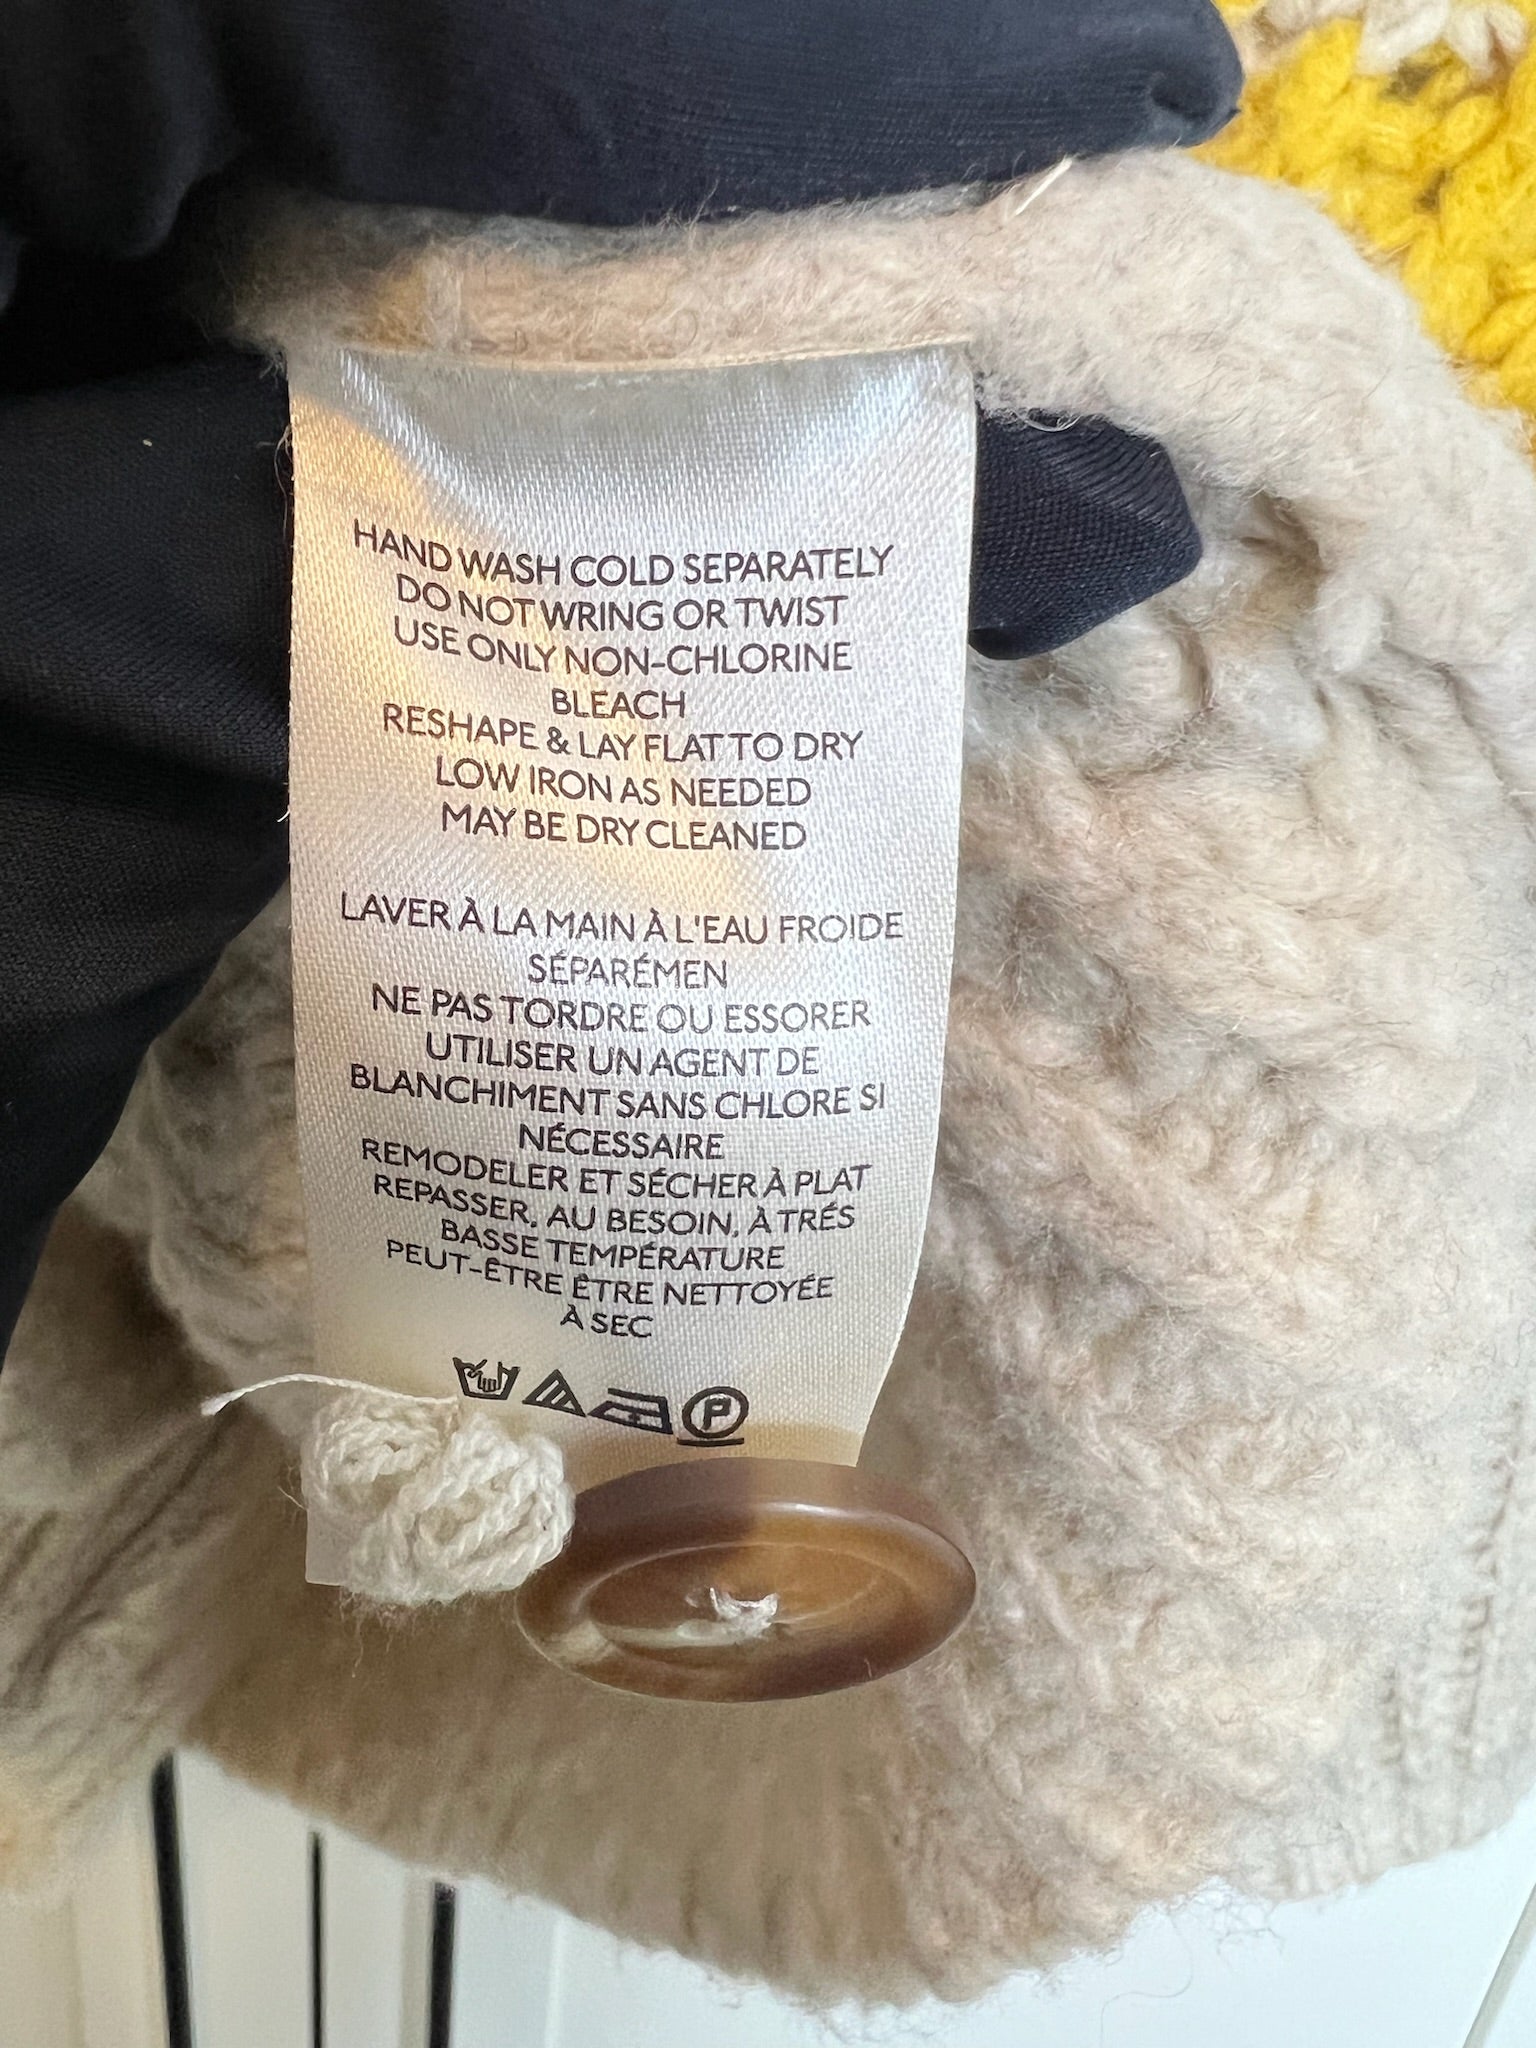 HAND WASH COLD SEPARATELY
DO NOT WRING OR TWIST
USE ONLY NON-CHLORINE
BLEACH
RESHAPE & LAY FLAT TO DRY
LOW IRON AS NEEDED
MAY BE DRY CLEANED
LAVER À LA MAIN À L'EAU FROIDE
SÉPARÉMEN
NE PAS TORDRE OU ESSORER
UTILISER UN AGENT DE
BLANCHIMENT SANS CHLORE SI
NÉCESSAIRE
REMODELER ET SÉCHER À PLAT
REPASSER, AU BESOIN, À TRÉS
BASSE TEMPÉRATURE
PEUT-ÊTRE ÊTRE NETTOYÉE
À SEC
P